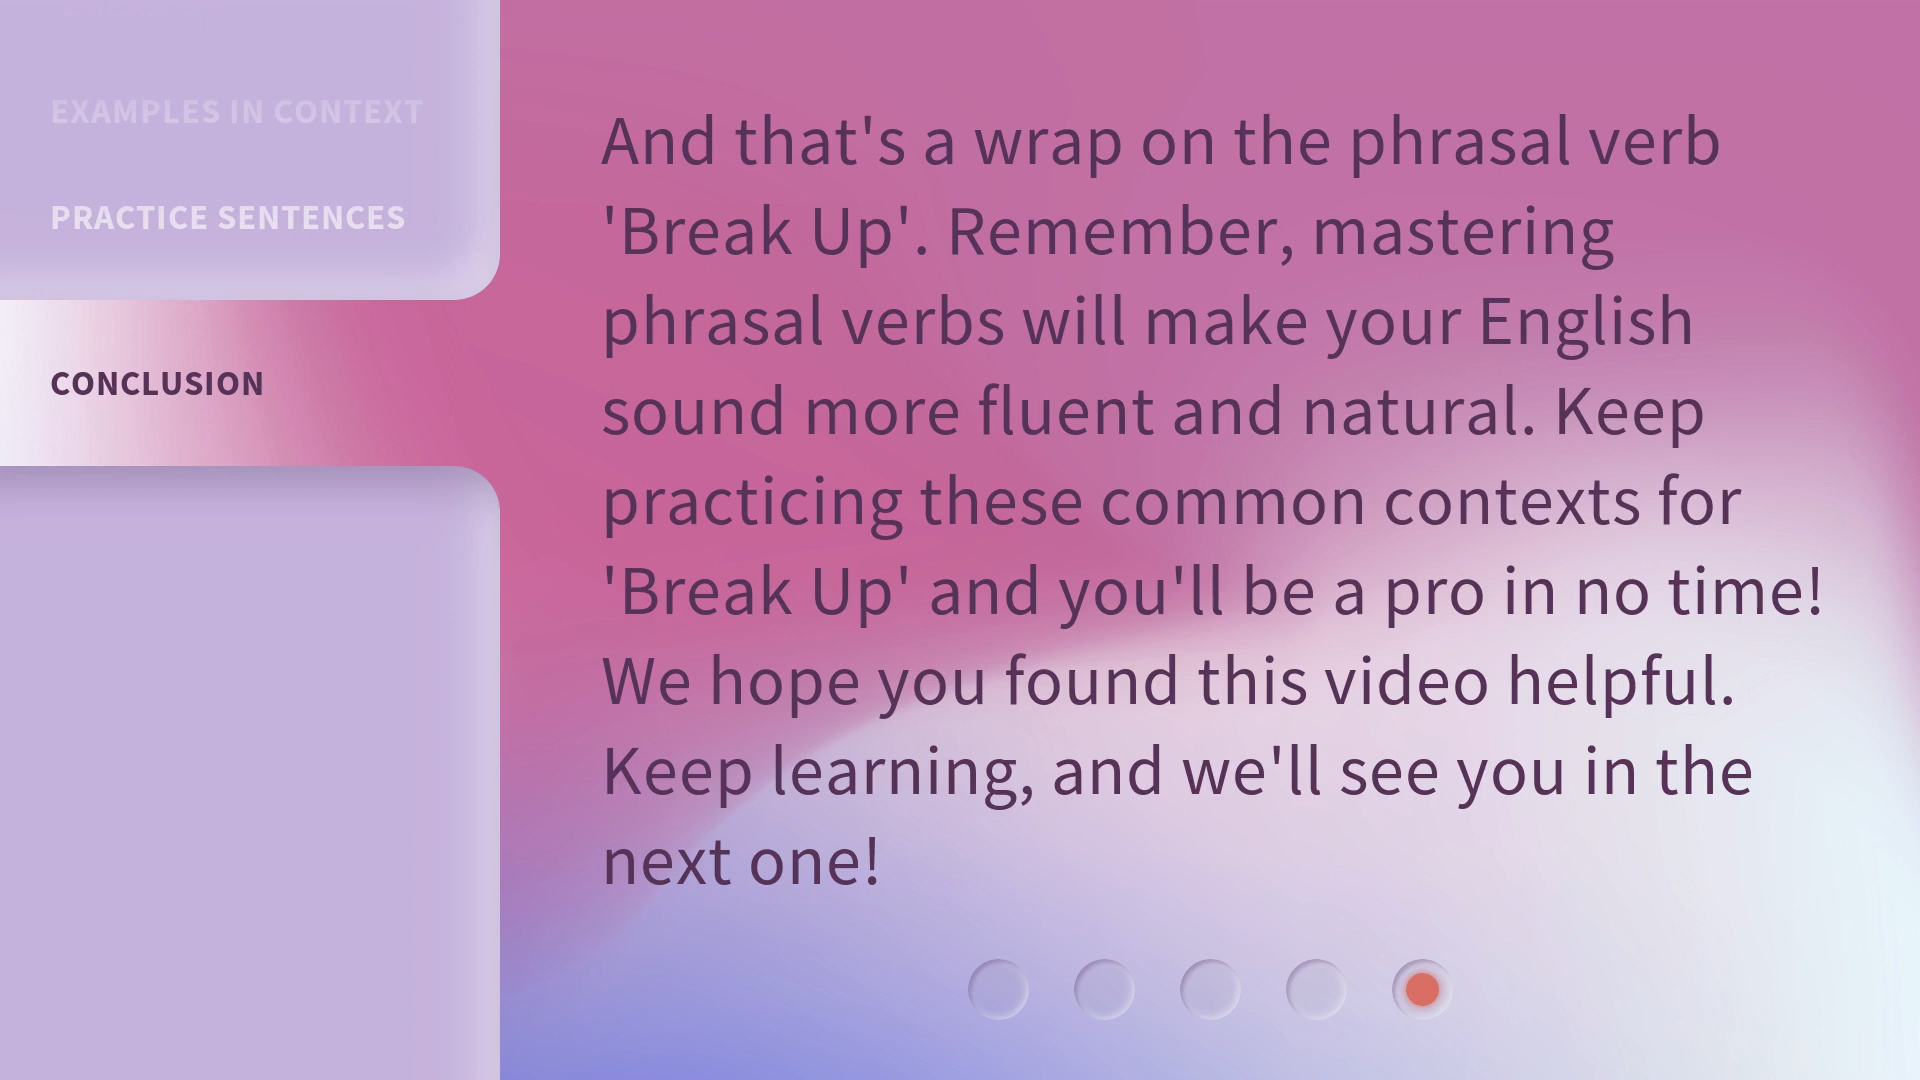 EXAMPLES IN CONTEXT
PRACTICE SENTENCES
CONCLUSION
And that's a wrap on the phrasal verb
'Break Up'. Remember, mastering
phrasal verbs will make your English
sound more fluent and natural. Keep
practicing these common contexts for
'Break Up' and you'll be a pro in no time!
We hope you found this video helpful.
Keep learning, and we'll see you in the
next one!